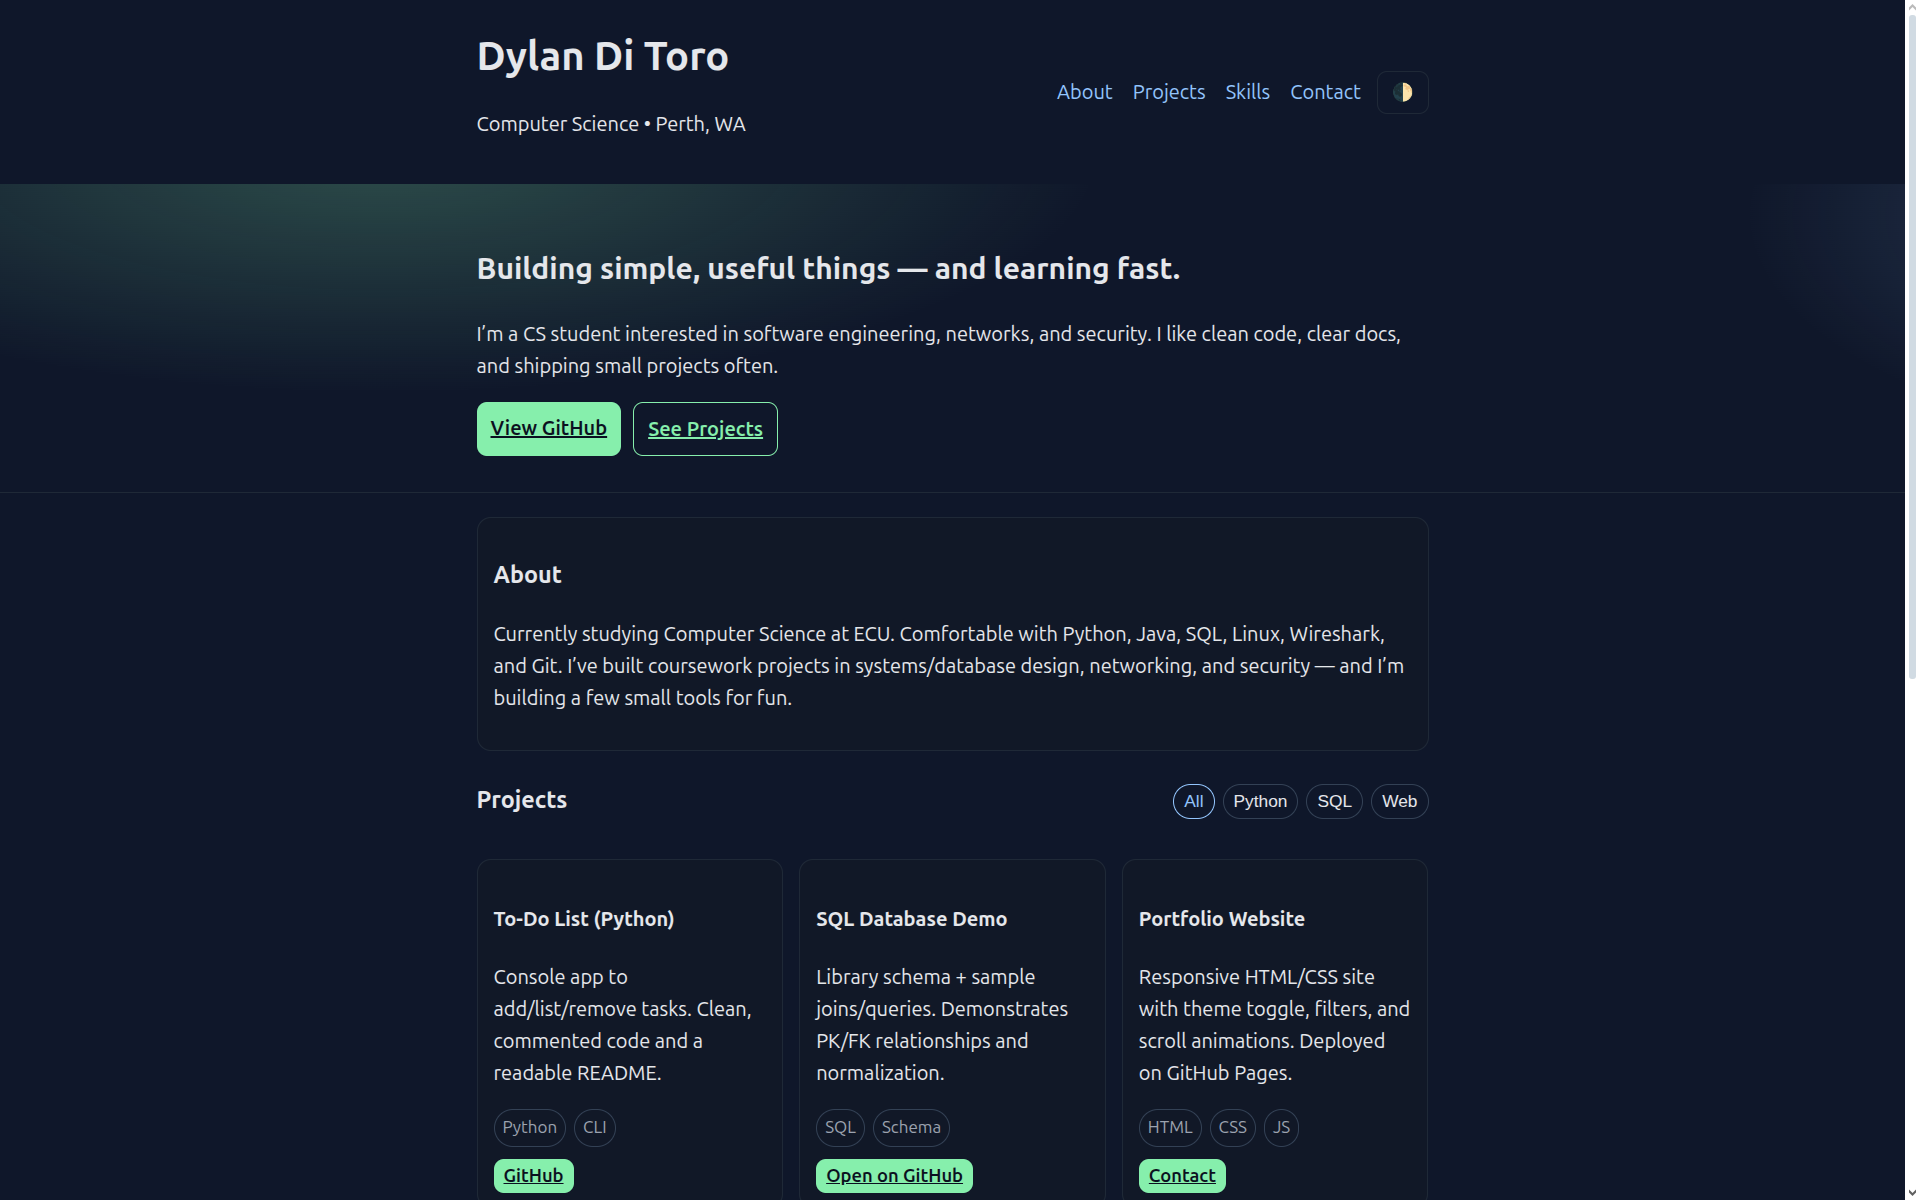 Dylan Di Toro
Computer Science • Perth, WA
About Projects Skills Contact
Building simple, useful things — and learning fast.
I’m a CS student interested in software engineering, networks, and security. I like clean code, clear docs,
and shipping small projects often.
View GitHub See Projects
About
Currently studying Computer Science at ECU. Comfortable with Python, Java, SQL, Linux, Wireshark,
and Git. I’ve built coursework projects in systems/database design, networking, and security — and I’m
building a few small tools for fun.
Projects
All Python SQL Web
To-Do List (Python)
Console app to
add/list/remove tasks. Clean,
commented code and a
readable README.
Python CLI
GitHub
SQL Database Demo
Library schema + sample
joins/queries. Demonstrates
PK/FK relationships and
normalization.
SQL Schema
Open on GitHub
Portfolio Website
Responsive HTML/CSS site
with theme toggle, filters, and
scroll animations. Deployed
on GitHub Pages.
HTML CSS JS
Contact